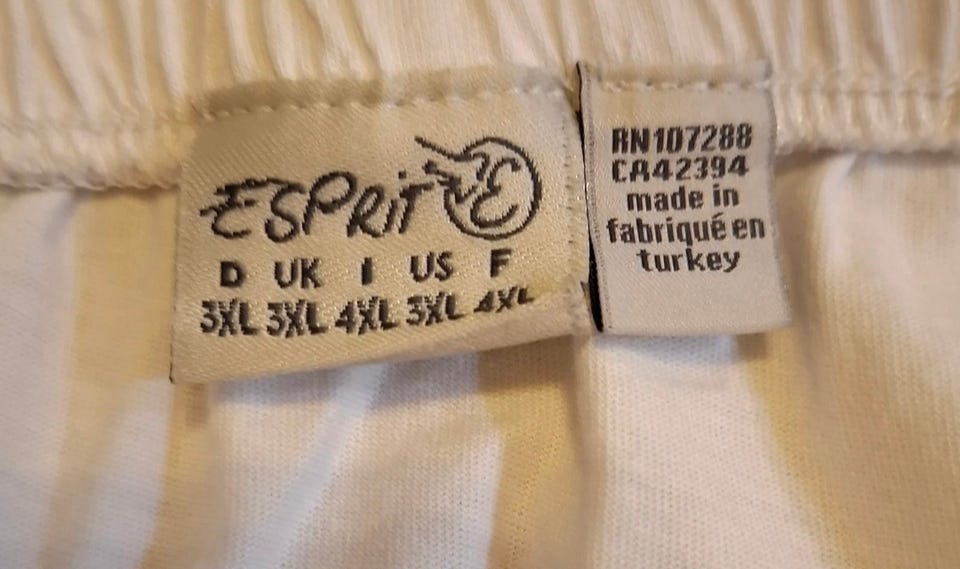 ESPRIT E
D UK I US F
3XL 3XL 4XL 3XL 4XL
RN107288
CA42394
made in
fabriqué en
turkey